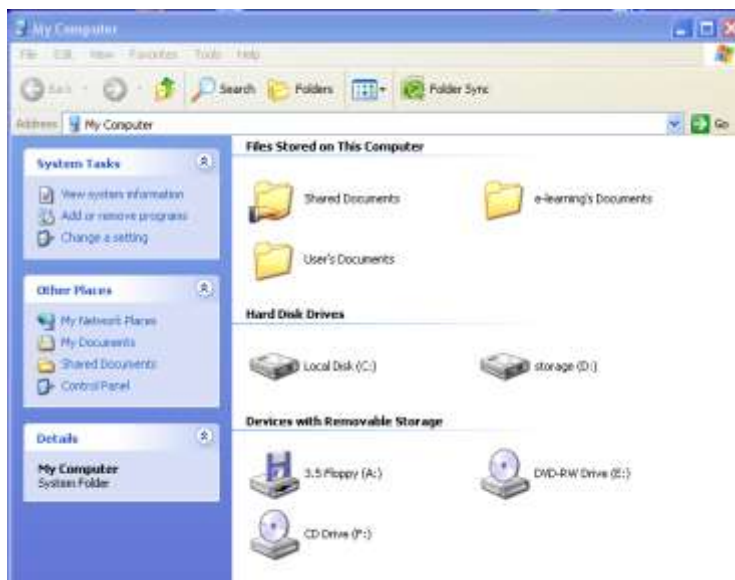 My Computer
File Edit View Favorites Tools Help
Back Search Folders Folder Sync
Address My Computer Go
System Tasks
View system information
Add or remove programs
Change a setting
Other Places
My Network Places
My Documents
Shared Documents
Control Panel
Details
My Computer
System Folder
Files Stored on This Computer
Shared Documents
e-learning's Documents
User's Documents
Hard Disk Drives
Local Disk (C:)
storage (D:)
Devices with Removable Storage
3.5 Floppy (A:)
DVD-RW Drive (E:)
CD Drive (F:)